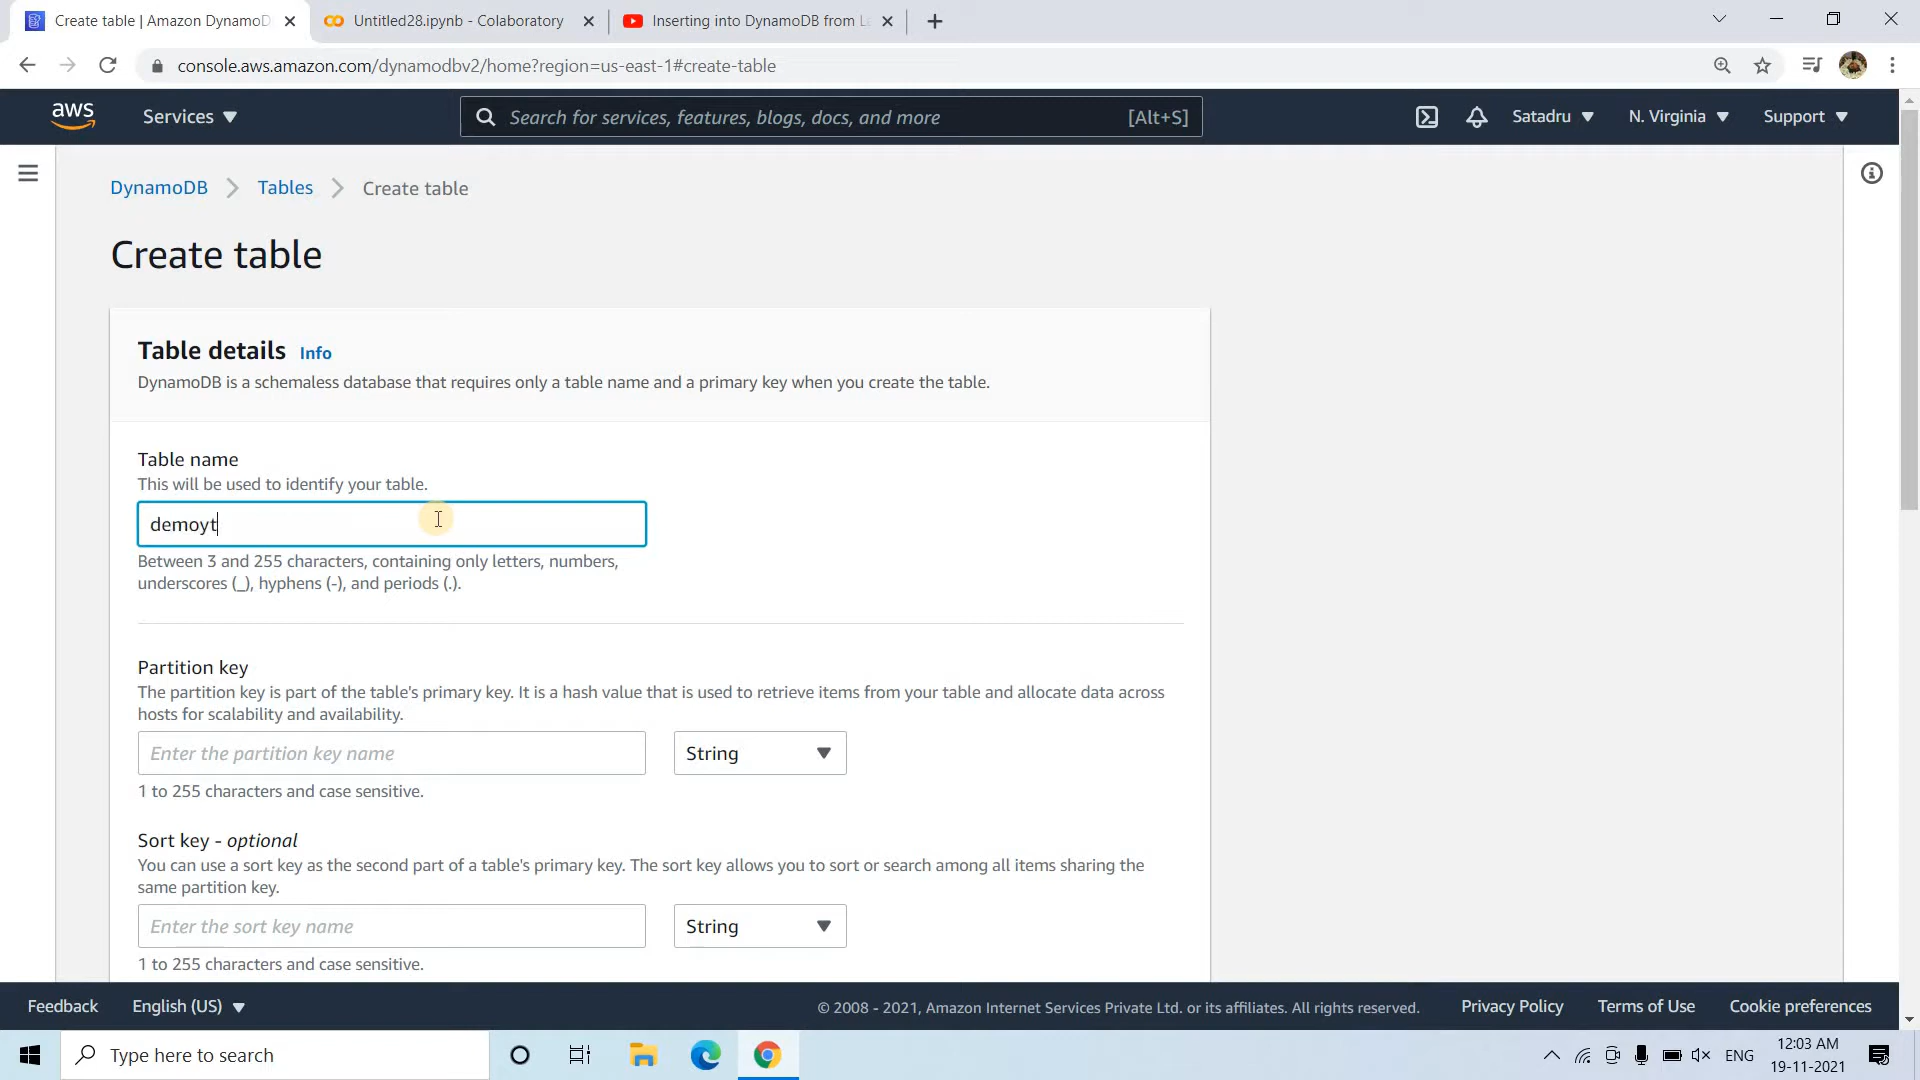 Create table | Amazon DynamoD
Untitled28.ipynb - Colaboratory
Inserting into DynamoDB from L
console.aws.amazon.com/dynamodbv2/home?region=us-east-1#create-table
aws
Services
Search for services, features, blogs, docs, and more
[Alt+S]
Satadru
N. Virginia
Support
DynamoDB
Tables
Create table
Create table
Table details Info
DynamoDB is a schemaless database that requires only a table name and a primary key when you create the table.
Table name
This will be used to identify your table.
demoyt
Between 3 and 255 characters, containing only letters, numbers,
underscores (_), hyphens (-), and periods (.).
Partition key
The partition key is part of the table's primary key. It is a hash value that is used to retrieve items from your table and allocate data across
hosts for scalability and availability.
Enter the partition key name
String
1 to 255 characters and case sensitive.
Sort key - optional
You can use a sort key as the second part of a table's primary key. The sort key allows you to sort or search among all items sharing the
same partition key.
Enter the sort key name
String
1 to 255 characters and case sensitive.
Feedback
English (US)
© 2008 - 2021, Amazon Internet Services Private Ltd. or its affiliates. All rights reserved.
Privacy Policy
Terms of Use
Cookie preferences
Type here to search
ENG
12:03 AM
19-11-2021